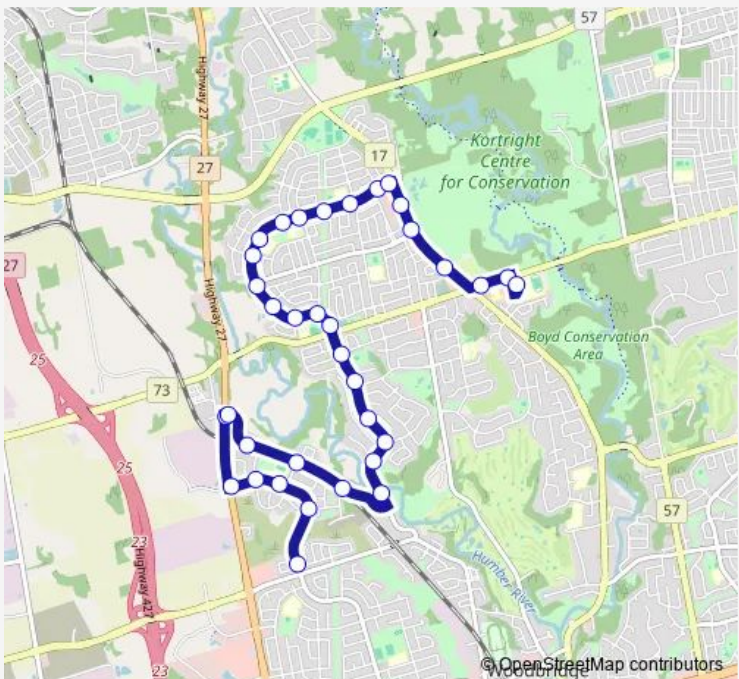 57
Highway 27
17
Kortright
Centre
for Conservation
27
27
Highway 27
25
73
Boyd Conservation
Area
25
57
23
Highway 427
Humber River
23
Woodbridge
© OpenStreetMap contributors